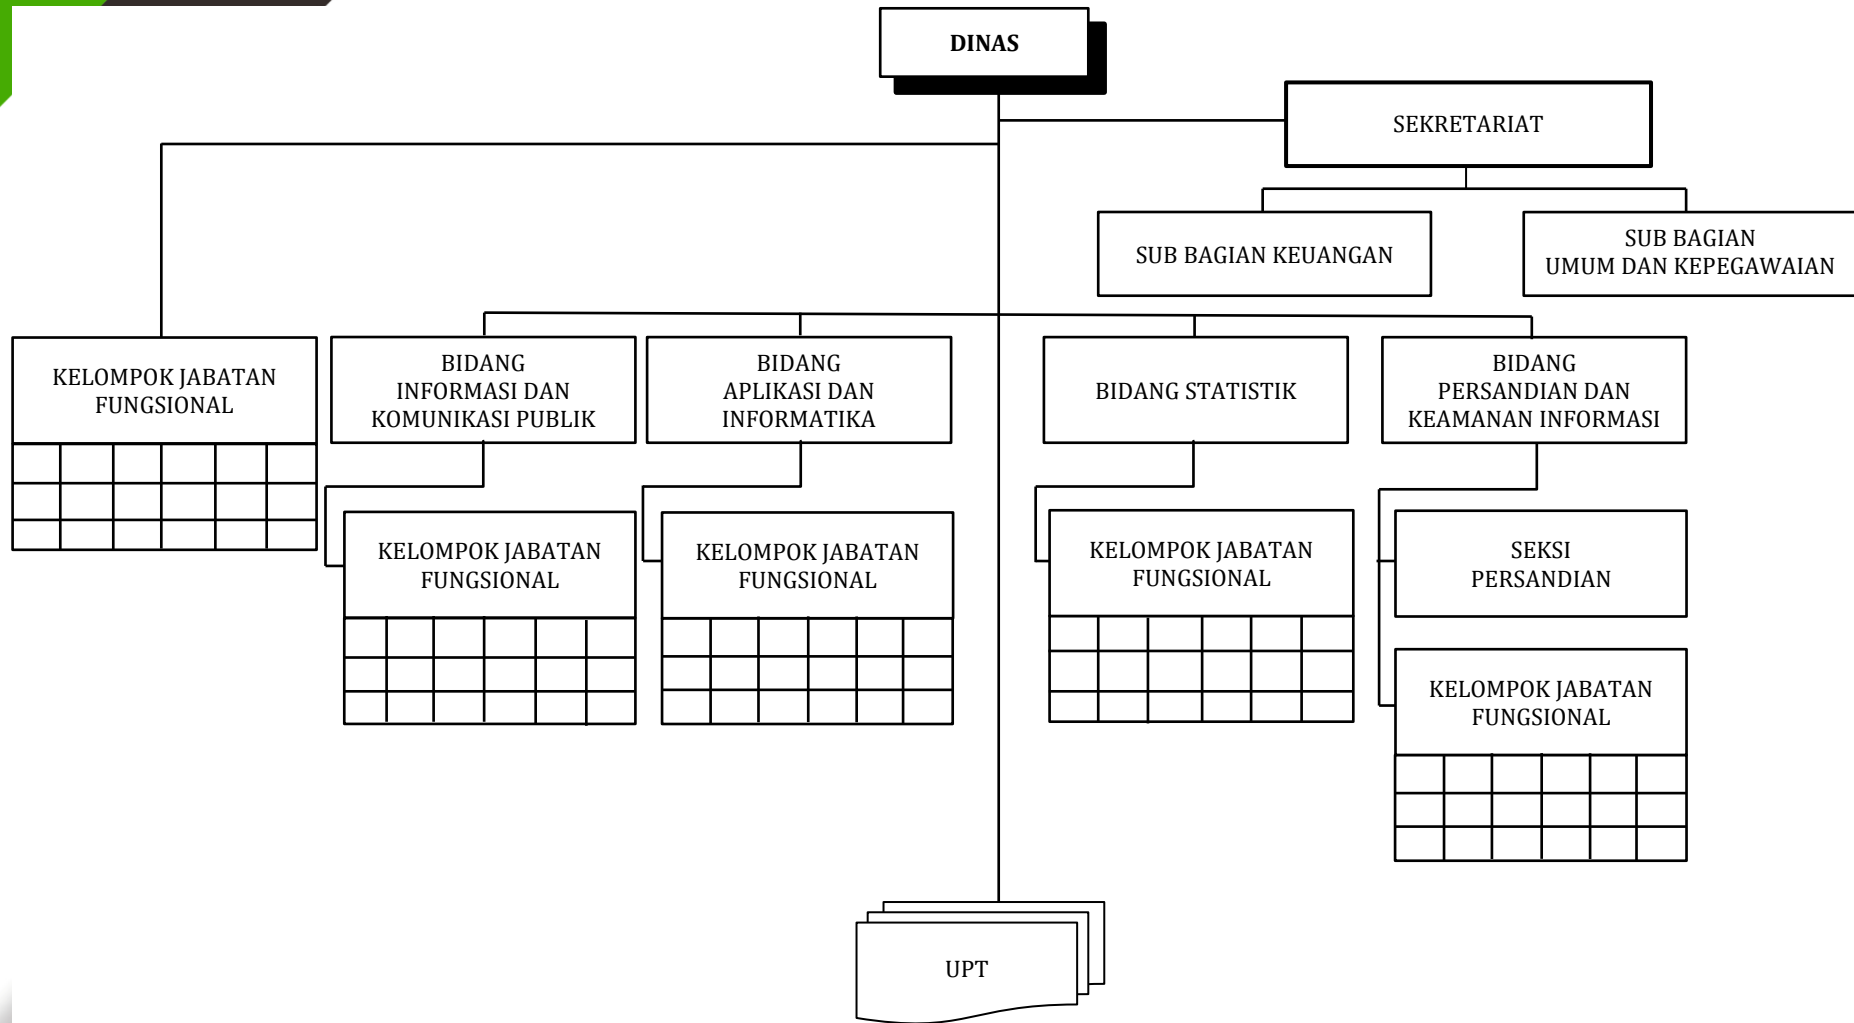 DINAS
SEKRETARIAT
SUB BAGIAN KEUANGAN
SUB BAGIAN
UMUM DAN KEPEGAWAIAN
KELOMPOK JABATAN
FUNGSIONAL
BIDANG
INFORMASI DAN
KOMUNIKASI PUBLIK
BIDANG
APLIKASI DAN
INFORMATIKA
BIDANG STATISTIK
BIDANG
PERSANDIAN DAN
KEAMANAN INFORMASI
KELOMPOK JABATAN
FUNGSIONAL
KELOMPOK JABATAN
FUNGSIONAL
KELOMPOK JABATAN
FUNGSIONAL
SEKSI
PERSANDIAN
KELOMPOK JABATAN
FUNGSIONAL
UPT